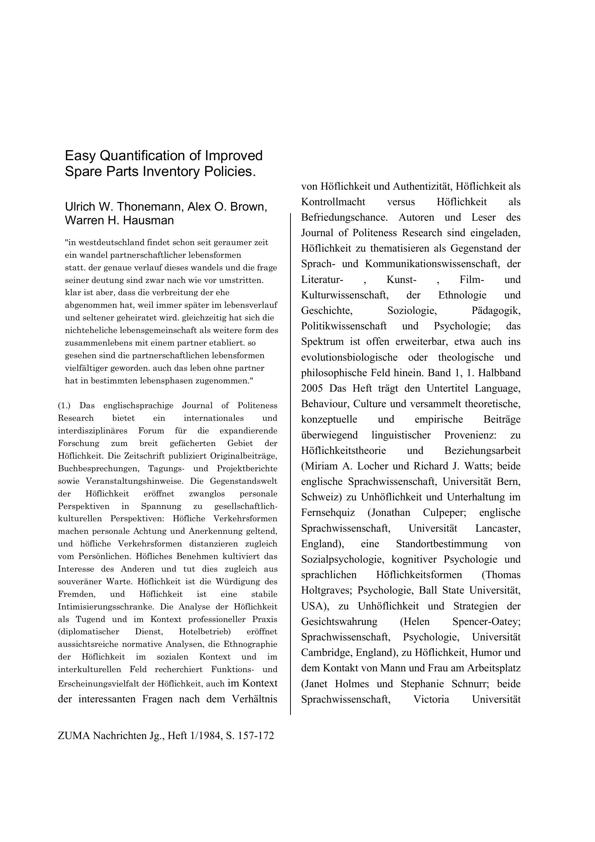 Easy Quantification of Improved
Spare Parts Inventory Policies.
Ulrich W. Thonemann, Alex O. Brown,
Warren H. Hausman
"in westdeutschland findet schon seit geraumer zeit
ein wandel partnerschaftlicher lebensformen
statt. der genaue verlauf dieses wandels und die frage
seiner deutung sind zwar nach wie vor umstritten.
klar ist aber, dass die verbreitung der ehe
abgenommen hat, weil immer später im lebensverlauf
und seltener geheiratet wird. gleichzeitig hat sich die
nichteheliche lebensgemeinschaft als weitere form des
zusammenlebens mit einem partner etabliert. so
gesehen sind die partnerschaftlichen lebensformen
vielfältiger geworden. auch das leben ohne partner
hat in bestimmten lebensphasen zugenommen."
(1.) Das englischsprachige Journal of Politeness
Research bietet ein internationales und
interdisziplinäres Forum für die expandierende
Forschung zum breit gefächerten Gebiet der
Höflichkeit. Die Zeitschrift publiziert Originalbeiträge,
Buchbesprechungen, Tagungs- und Projektberichte
sowie Veranstaltungshinweise. Die Gegenstandswelt
der Höflichkeit eröffnet zwanglos personale
Perspektiven in Spannung zu gesellschaftlich-
kulturellen Perspektiven: Höfliche Verkehrsformen
machen personale Achtung und Anerkennung geltend,
und höfliche Verkehrsformen distanzieren zugleich
vom Persönlichen. Höfliches Benehmen kultiviert das
Interesse des Anderen und tut dies zugleich aus
souveräner Warte. Höflichkeit ist die Würdigung des
Fremden, und Höflichkeit ist eine stabile
Intimisierungsschranke. Die Analyse der Höflichkeit
als Tugend und im Kontext professioneller Praxis
(diplomatischer Dienst, Hotelbetrieb) eröffnet
aussichtsreiche normative Analysen, die Ethnographie
der Höflichkeit im sozialen Kontext und im
interkulturellen Feld recherchiert Funktions- und
Erscheinungsvielfalt der Höflichkeit, auch im Kontext
der interessanten Fragen nach dem Verhältnis
von Höflichkeit und Authentizität, Höflichkeit als
Kontrollmacht versus Höflichkeit als
Befriedungschance. Autoren und Leser des
Journal of Politeness Research sind eingeladen,
Höflichkeit zu thematisieren als Gegenstand der
Sprach- und Kommunikationswissenschaft, der
Literatur- , Kunst- , Film- und
Kulturwissenschaft, der Ethnologie und
Geschichte, Soziologie, Pädagogik,
Politikwissenschaft und Psychologie; das
Spektrum ist offen erweiterbar, etwa auch ins
evolutionsbiologische oder theologische und
philosophische Feld hinein. Band 1, 1. Halbband
2005 Das Heft trägt den Untertitel Language,
Behaviour, Culture und versammelt theoretische,
konzeptuelle und empirische Beiträge
überwiegend linguistischer Provenienz: zu
Höflichkeitstheorie und Beziehungsarbeit
(Miriam A. Locher und Richard J. Watts; beide
englische Sprachwissenschaft, Universität Bern,
Schweiz) zu Unhöflichkeit und Unterhaltung im
Fernsehquiz (Jonathan Culpeper; englische
Sprachwissenschaft, Universität Lancaster,
England), eine Standortbestimmung von
Sozialpsychologie, kognitiver Psychologie und
sprachlichen Höflichkeitsformen (Thomas
Holtgraves; Psychologie, Ball State Universität,
USA), zu Unhöflichkeit und Strategien der
Gesichtswahrung (Helen Spencer-Oatey;
Sprachwissenschaft, Psychologie, Universität
Cambridge, England), zu Höflichkeit, Humor und
dem Kontakt von Mann und Frau am Arbeitsplatz
(Janet Holmes und Stephanie Schnurr; beide
Sprachwissenschaft, Victoria Universität
ZUMA Nachrichten Jg., Heft 1/1984, S. 157-172